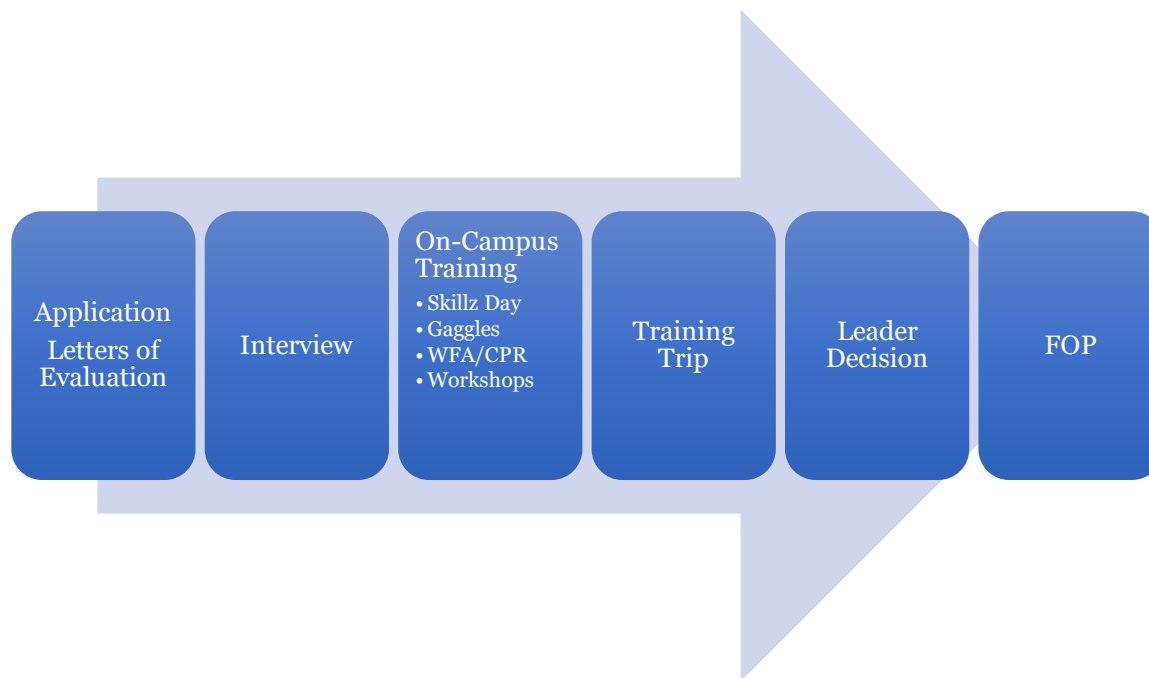 Application
Letters of
Evaluation
Interview
On-Campus
Training
• Skillz Day
• Gaggles
• WFA/CPR
• Workshops
Training
Trip
Leader
Decision
FOP